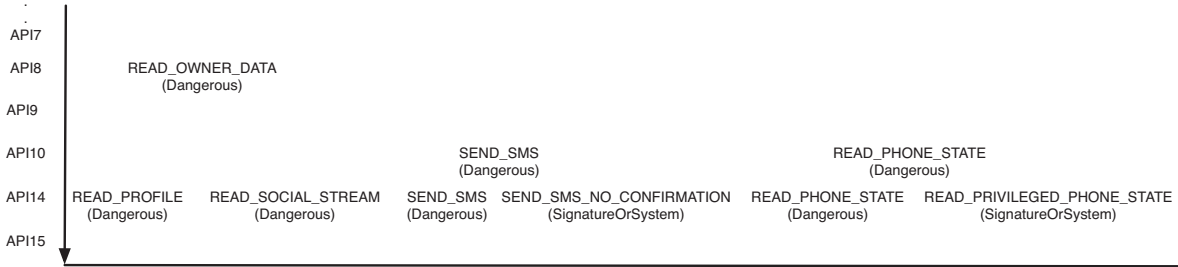 .
.
API7
API8 READ_OWNER_DATA
(Dangerous)
API9
API10 SEND_SMS READ_PHONE_STATE
(Dangerous) (Dangerous)
API14 READ_PROFILE READ_SOCIAL_STREAM SEND_SMS SEND_SMS_NO_CONFIRMATION READ_PHONE_STATE READ_PRIVILEGED_PHONE_STATE
(Dangerous) (Dangerous) (Dangerous) (SignatureOrSystem) (Dangerous) (SignatureOrSystem)
API15